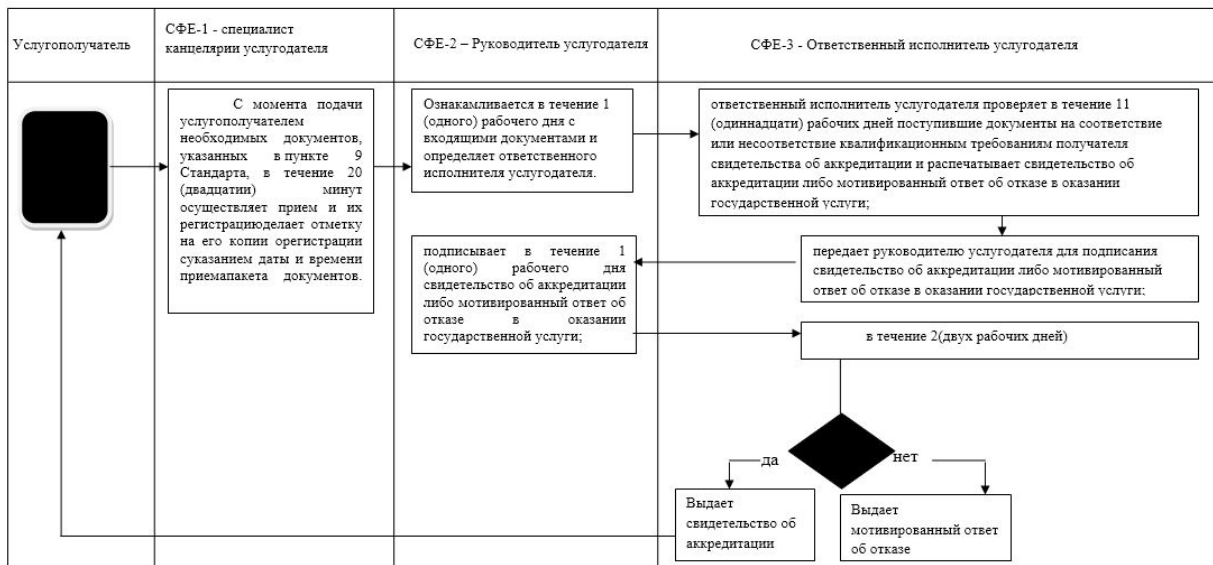 Услугополучатель
СФЕ-1 - специалист
канцелярии услугодателя
СФЕ-2 – Руководитель услугодателя
СФЕ-3 - Ответственный исполнитель услугодателя
С момента подачи
услугополучателем
необходимых документов,
указанных в пункте 9
Стандарта, в течение 20
(двадцатии) минут
осуществляет прием и их
регистрациюделает отметку
на его копии орегистрации
суказанием даты и времени
приемапакета документов.
Ознакамливается в течение 1
(одного) рабочего дня с
входящими документами и
определяет ответственного
исполнителя услугодателя.
ответственный исполнитель услугодателя проверяет в течение 11
(одиннадцати) рабочих дней поступившие документы на соответствие
или несоответствие квалификационным требованиям получателя
свидетельства об аккредитации и распечатывает свидетельство об
аккредитации либо мотивированный ответ об отказе в оказании
государственной услуги;
подписывает в течение 1
(одного) рабочего дня
свидетельство об аккредитации
либо мотивированный ответ об
отказе в оказании
государственной услуги;
передает руководителю услугодателя для подписания
свидетельство об аккредитации либо мотивированный
ответ об отказе в оказании государственной услуги;
в течение 2(двух рабочих дней)
да
нет
Выдает
свидетельство об
аккредитации
Выдает
мотивированный ответ
об отказе